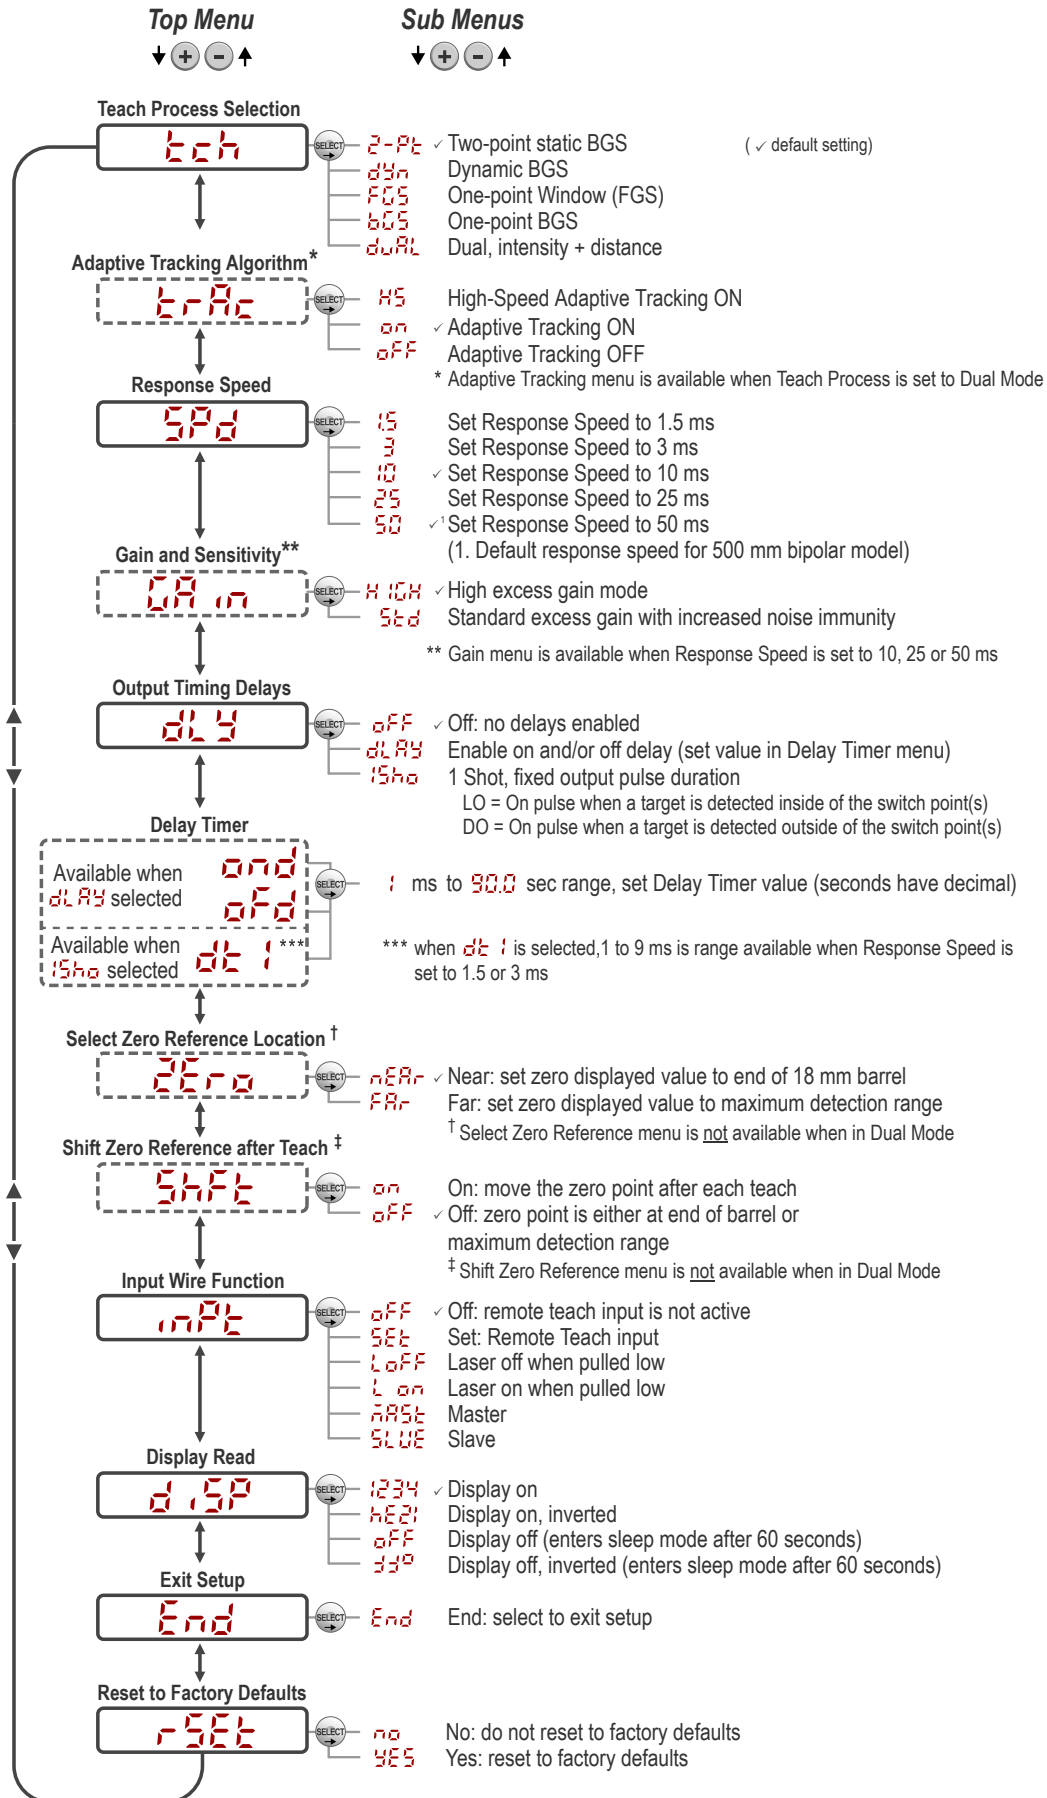 Top Menu
Sub Menus
+ -
+ -
Teach Process Selection
tch
SELECT
2-Pt ✓ Two-point static BGS
( ✓ default setting)
dYn Dynamic BGS
FGS One-point Window (FGS)
bGS One-point BGS
duAL Dual, intensity + distance
Adaptive Tracking Algorithm*
trAc
SELECT
HS High-Speed Adaptive Tracking ON
on ✓ Adaptive Tracking ON
oFF Adaptive Tracking OFF
* Adaptive Tracking menu is available when Teach Process is set to Dual Mode
Response Speed
SPd
SELECT
1.5 Set Response Speed to 1.5 ms
3 Set Response Speed to 3 ms
10 ✓ Set Response Speed to 10 ms
25 Set Response Speed to 25 ms
50 ✓¹ Set Response Speed to 50 ms
(1. Default response speed for 500 mm bipolar model)
Gain and Sensitivity**
GAin
SELECT
HIGH ✓ High excess gain mode
Std Standard excess gain with increased noise immunity
** Gain menu is available when Response Speed is set to 10, 25 or 50 ms
Output Timing Delays
dLY
SELECT
oFF ✓ Off: no delays enabled
dLAY Enable on and/or off delay (set value in Delay Timer menu)
1Sho 1 Shot, fixed output pulse duration
LO = On pulse when a target is detected inside of the switch point(s)
DO = On pulse when a target is detected outside of the switch point(s)
Delay Timer
Available when
dLAY selected
ond
oFd
SELECT
1 ms to 90.0 sec range, set Delay Timer value (seconds have decimal)
Available when
1Sho selected
dt1 ***
*** when dt1 is selected,1 to 9 ms is range available when Response Speed is
set to 1.5 or 3 ms
Select Zero Reference Location †
ZEro
SELECT
nEAr ✓ Near: set zero displayed value to end of 18 mm barrel
FAr Far: set zero displayed value to maximum detection range
† Select Zero Reference menu is not available when in Dual Mode
Shift Zero Reference after Teach ‡
ShFt
SELECT
on On: move the zero point after each teach
oFF ✓ Off: zero point is either at end of barrel or
maximum detection range
‡ Shift Zero Reference menu is not available when in Dual Mode
Input Wire Function
inPt
SELECT
oFF ✓ Off: remote teach input is not active
SEt Set: Remote Teach input
LoFF Laser off when pulled low
L on Laser on when pulled low
mASt Master
SLVE Slave
Display Read
diSP
SELECT
1234 ✓ Display on
hEZ1 Display on, inverted
oFF Display off (enters sleep mode after 60 seconds)
Display off, inverted (enters sleep mode after 60 seconds)
Exit Setup
End
SELECT
End End: select to exit setup
Reset to Factory Defaults
rSEt
SELECT
no No: do not reset to factory defaults
YES Yes: reset to factory defaults